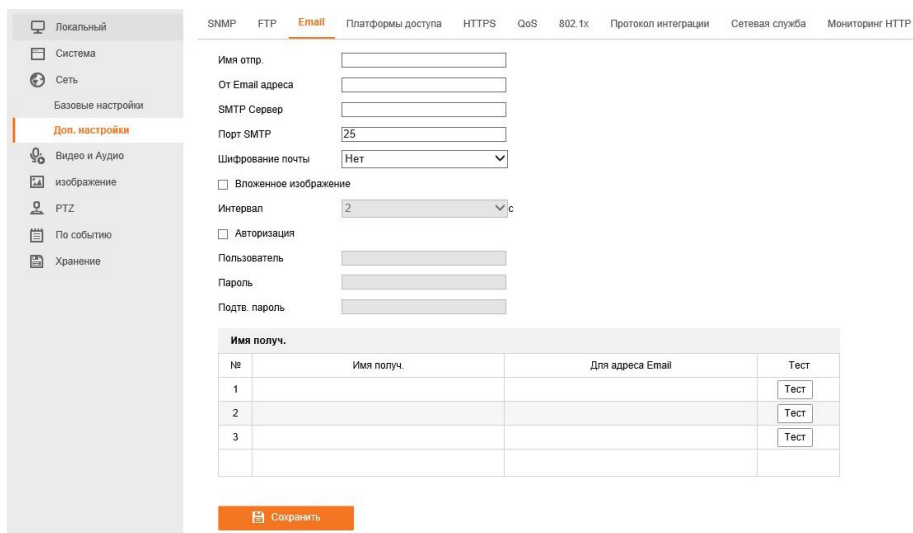 Локальный
Система
Сеть
Базовые настройки
Доп. настройки
Видео и Аудио
изображение
PTZ
По событию
Хранение
SNMP FTP Email Платформы доступа HTTPS QoS 802.1x Протокол интеграции Сетевая служба Мониторинг HTTP
Имя отпр.
От Email адреса
SMTP Сервер
Порт SMTP 25
Шифрование почты Нет
Вложенное изображение
Интервал 2 с
Авторизация
Пользователь
Пароль
Подтв. пароль
Имя получ.
№ Имя получ. Для адреса Email Тест
1 Тест
2 Тест
3 Тест
Сохранить